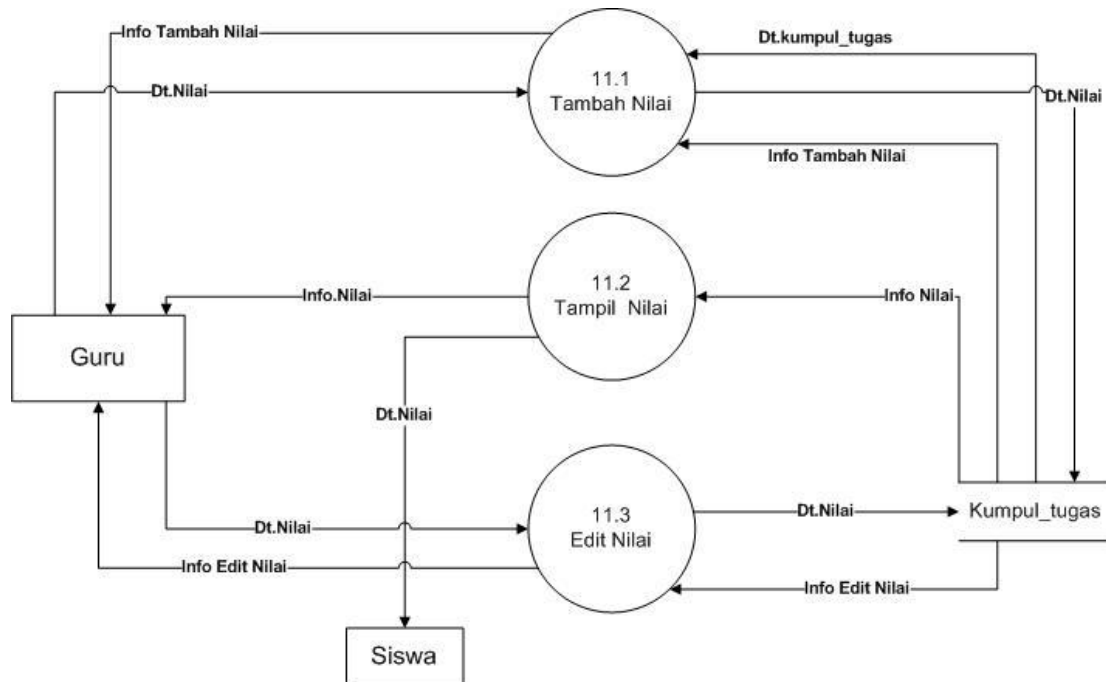 Info Tambah Nilai
Dt.kumpul_tugas
11.1
Tambah Nilai
Dt.Nilai
Dt.Nilai
Info Tambah Nilai
11.2
Tampil Nilai
Info.Nilai
Info Nilai
Guru
Dt.Nilai
11.3
Edit Nilai
Dt.Nilai
Dt.Nilai
Kumpul_tugas
Info Edit Nilai
Info Edit Nilai
Siswa